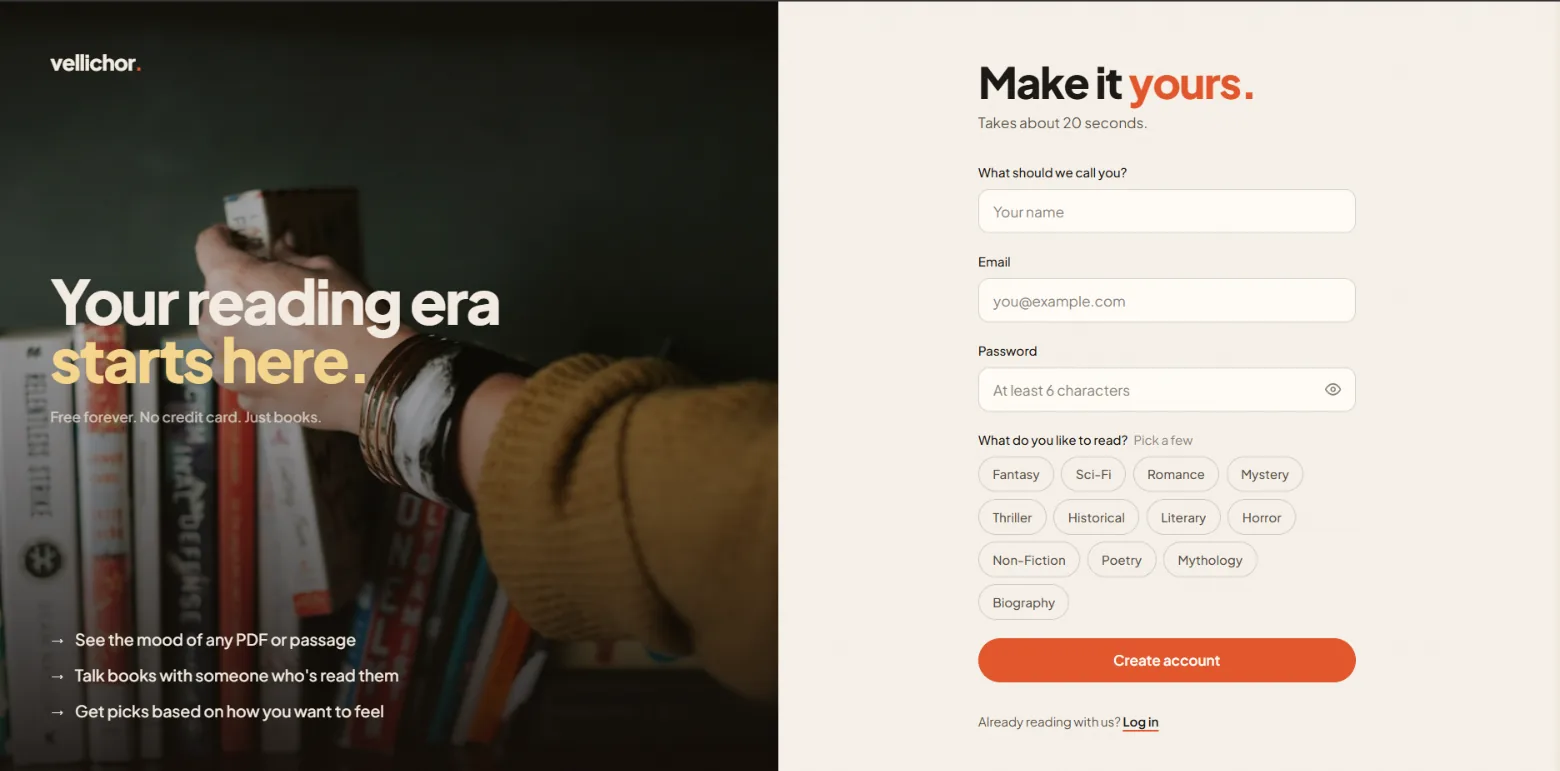 vellichor.
Your reading era
starts here.
Free forever. No credit card. Just books.
→ See the mood of any PDF or passage
→ Talk books with someone who's read them
→ Get picks based on how you want to feel
Make it yours.
Takes about 20 seconds.
What should we call you?
Your name
Email
you@example.com
Password
At least 6 characters
What do you like to read? Pick a few
Fantasy Sci-Fi Romance Mystery
Thriller Historical Literary Horror
Non-Fiction Poetry Mythology
Biography
Create account
Already reading with us? Log in